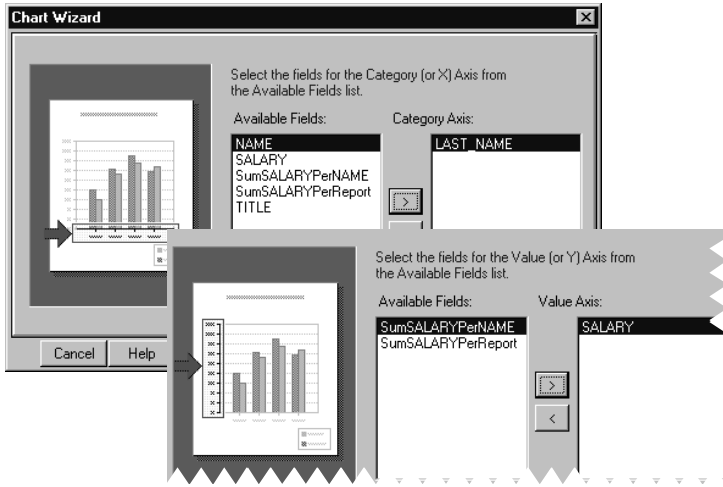 Chart Wizard
Select the fields for the Category (or X) Axis from
the Available Fields list.
Available Fields:
Category Axis:
NAME
SALARY
SumSALARYPerNAME
SumSALARYPerReport
TITLE
>
LAST_NAME
Cancel
Help
Select the fields for the Value (or Y) Axis from
the Available Fields list.
Available Fields:
Value Axis:
SumSALARYPerNAME
SumSALARYPerReport
>
<
SALARY